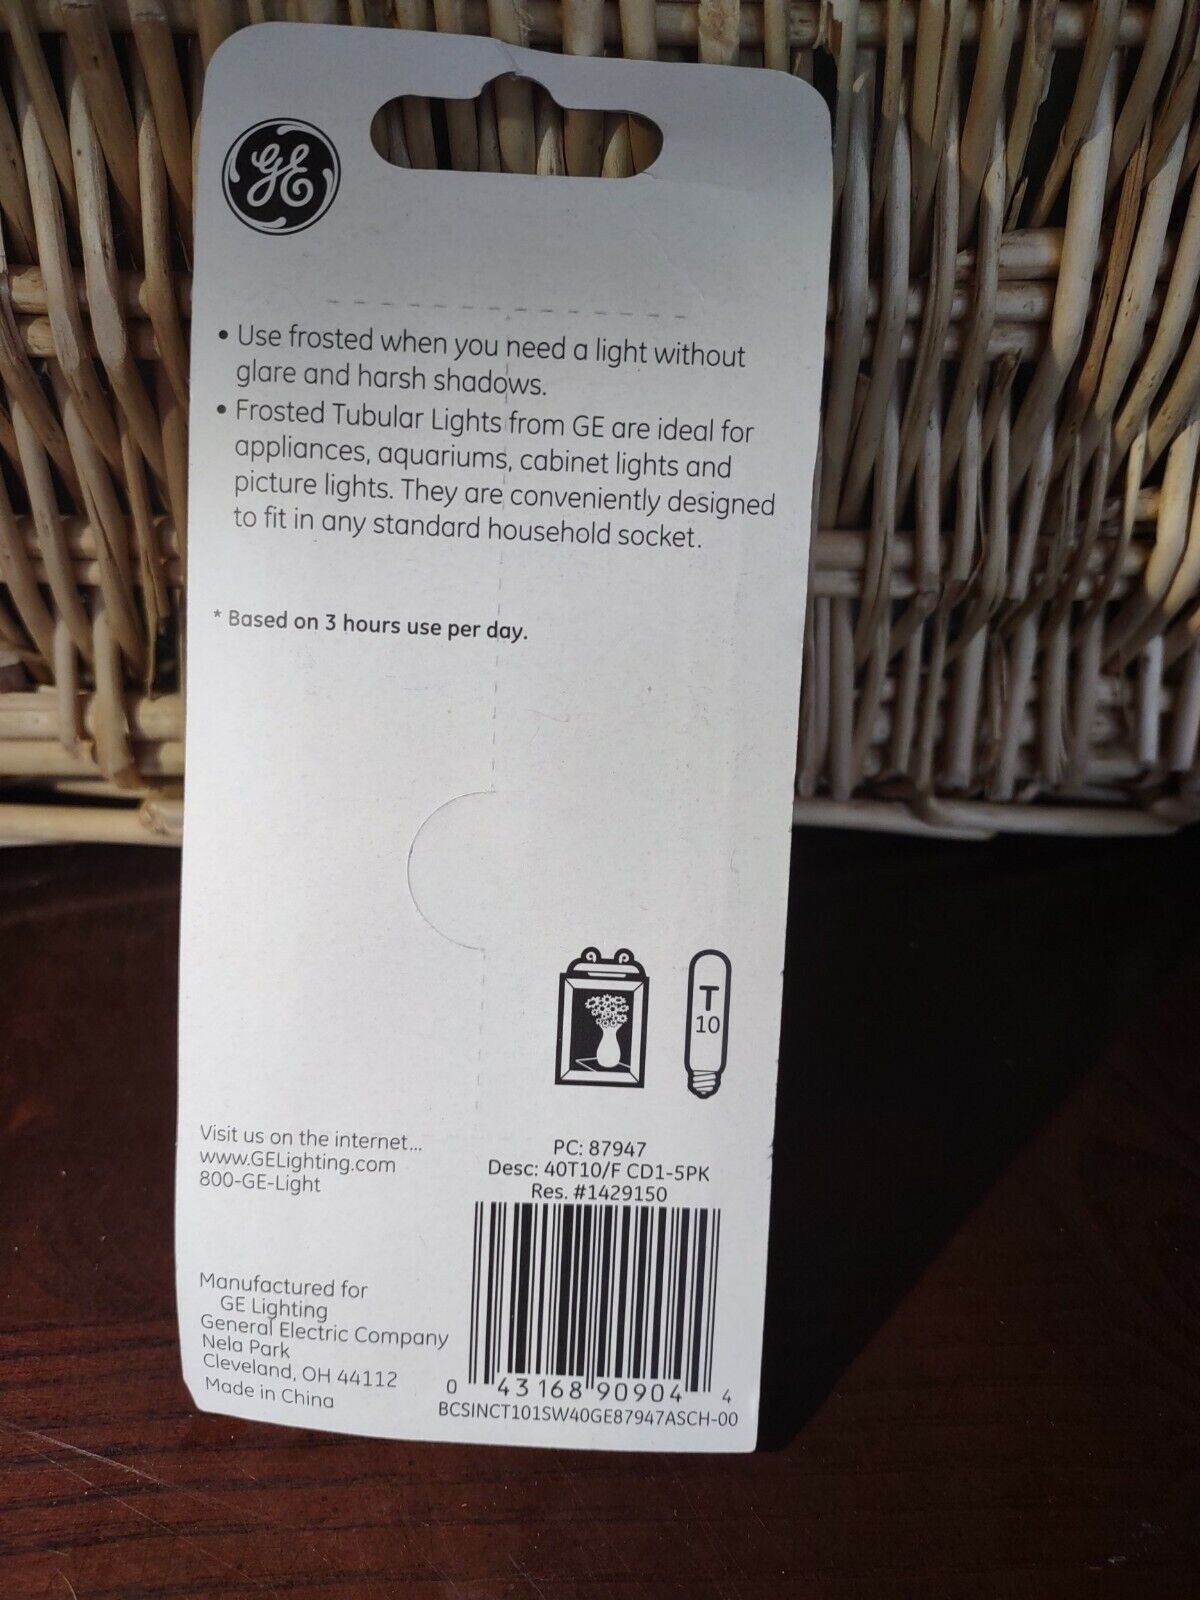 GE
• Use frosted when you need a light without
glare and harsh shadows.
• Frosted Tubular Lights from GE are ideal for
appliances, aquariums, cabinet lights and
picture lights. They are conveniently designed
to fit in any standard household socket.
* Based on 3 hours use per day.
T
10
Visit us on the internet...
www.GELighting.com
800-GE-Light
PC: 87947
Desc: 40T10/F CD1-5PK
Res. #1429150
Manufactured for
GE Lighting
General Electric Company
Nela Park
Cleveland, OH 44112
Made in China
0 43168 90904 4
BCSINCT101SW40GE87947ASCH-00